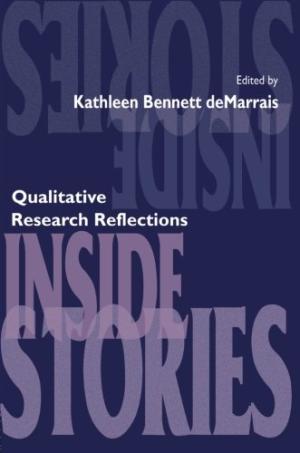 STORIES
Edited by
Kathleen Bennett deMarrais
INSIDE
Qualitative
Research Reflections
INSIDE
STORIES